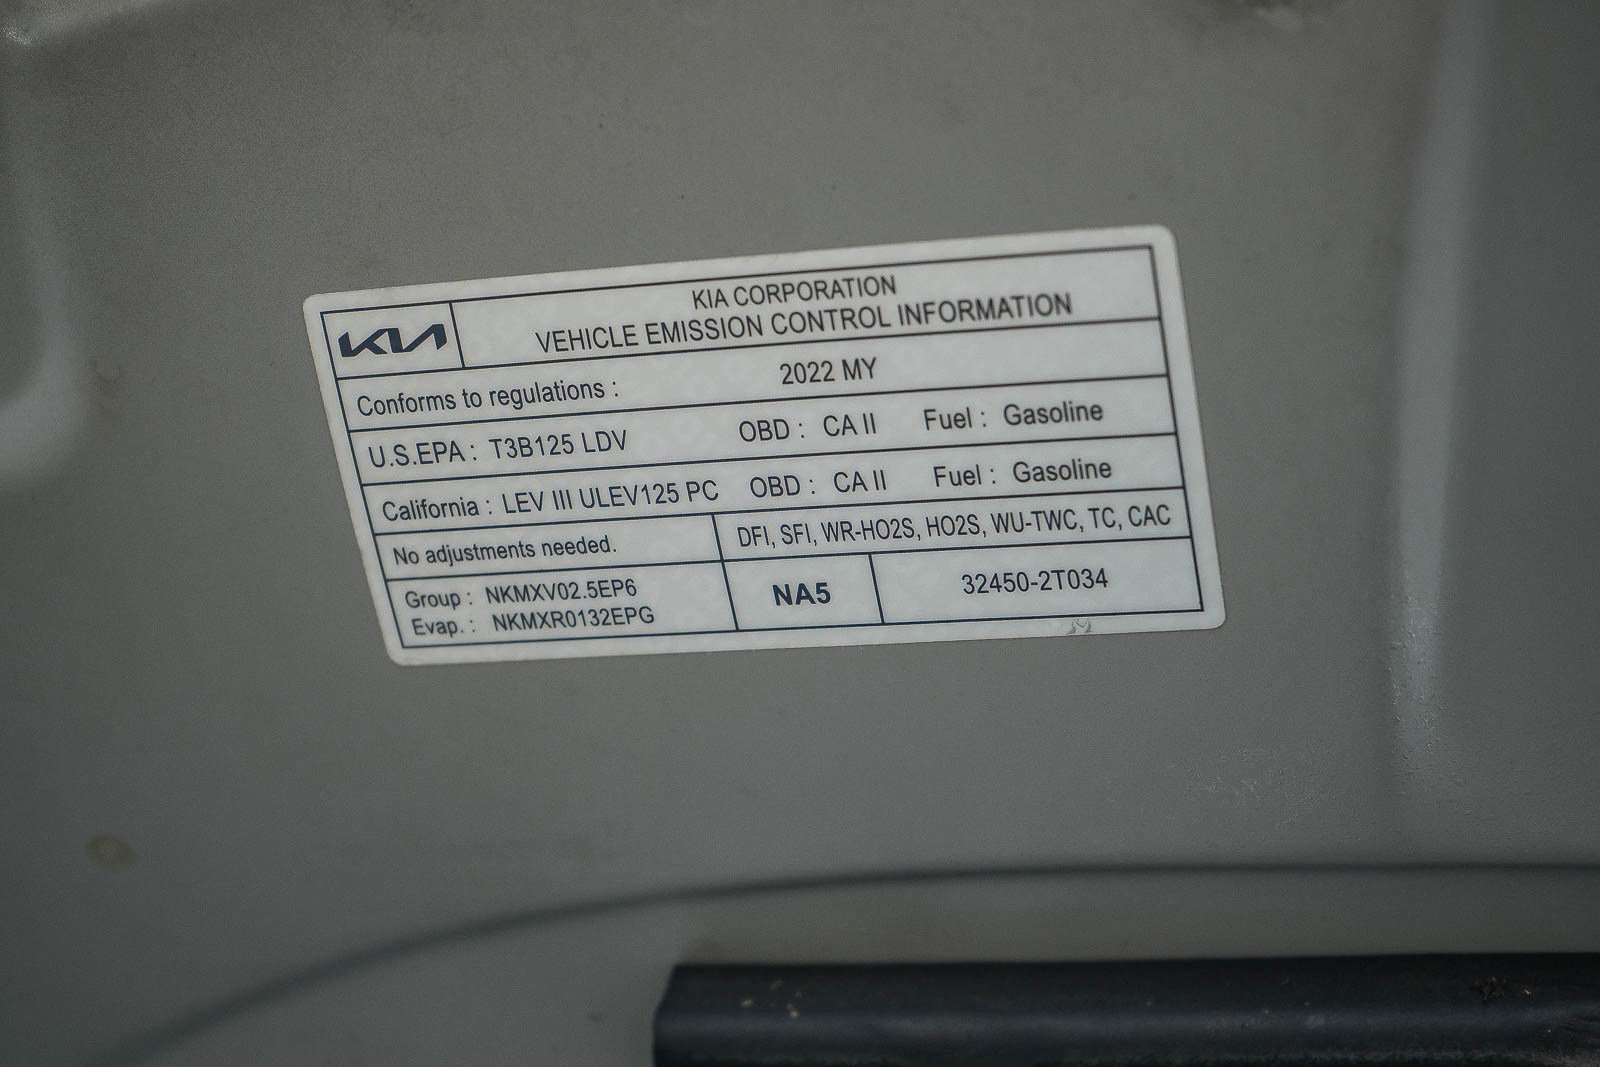 KIA
KIA CORPORATION
VEHICLE EMISSION CONTROL INFORMATION
Conforms to regulations : 2022 MY
U.S.EPA : T3B125 LDV OBD : CA II Fuel : Gasoline
California : LEV III ULEV125 PC OBD : CA II Fuel : Gasoline
No adjustments needed. DFI, SFI, WR-HO2S, HO2S, WU-TWC, TC, CAC
Group : NKMXV02.5EP6
Evap. : NKMXR0132EPG
NA5
32450-2T034